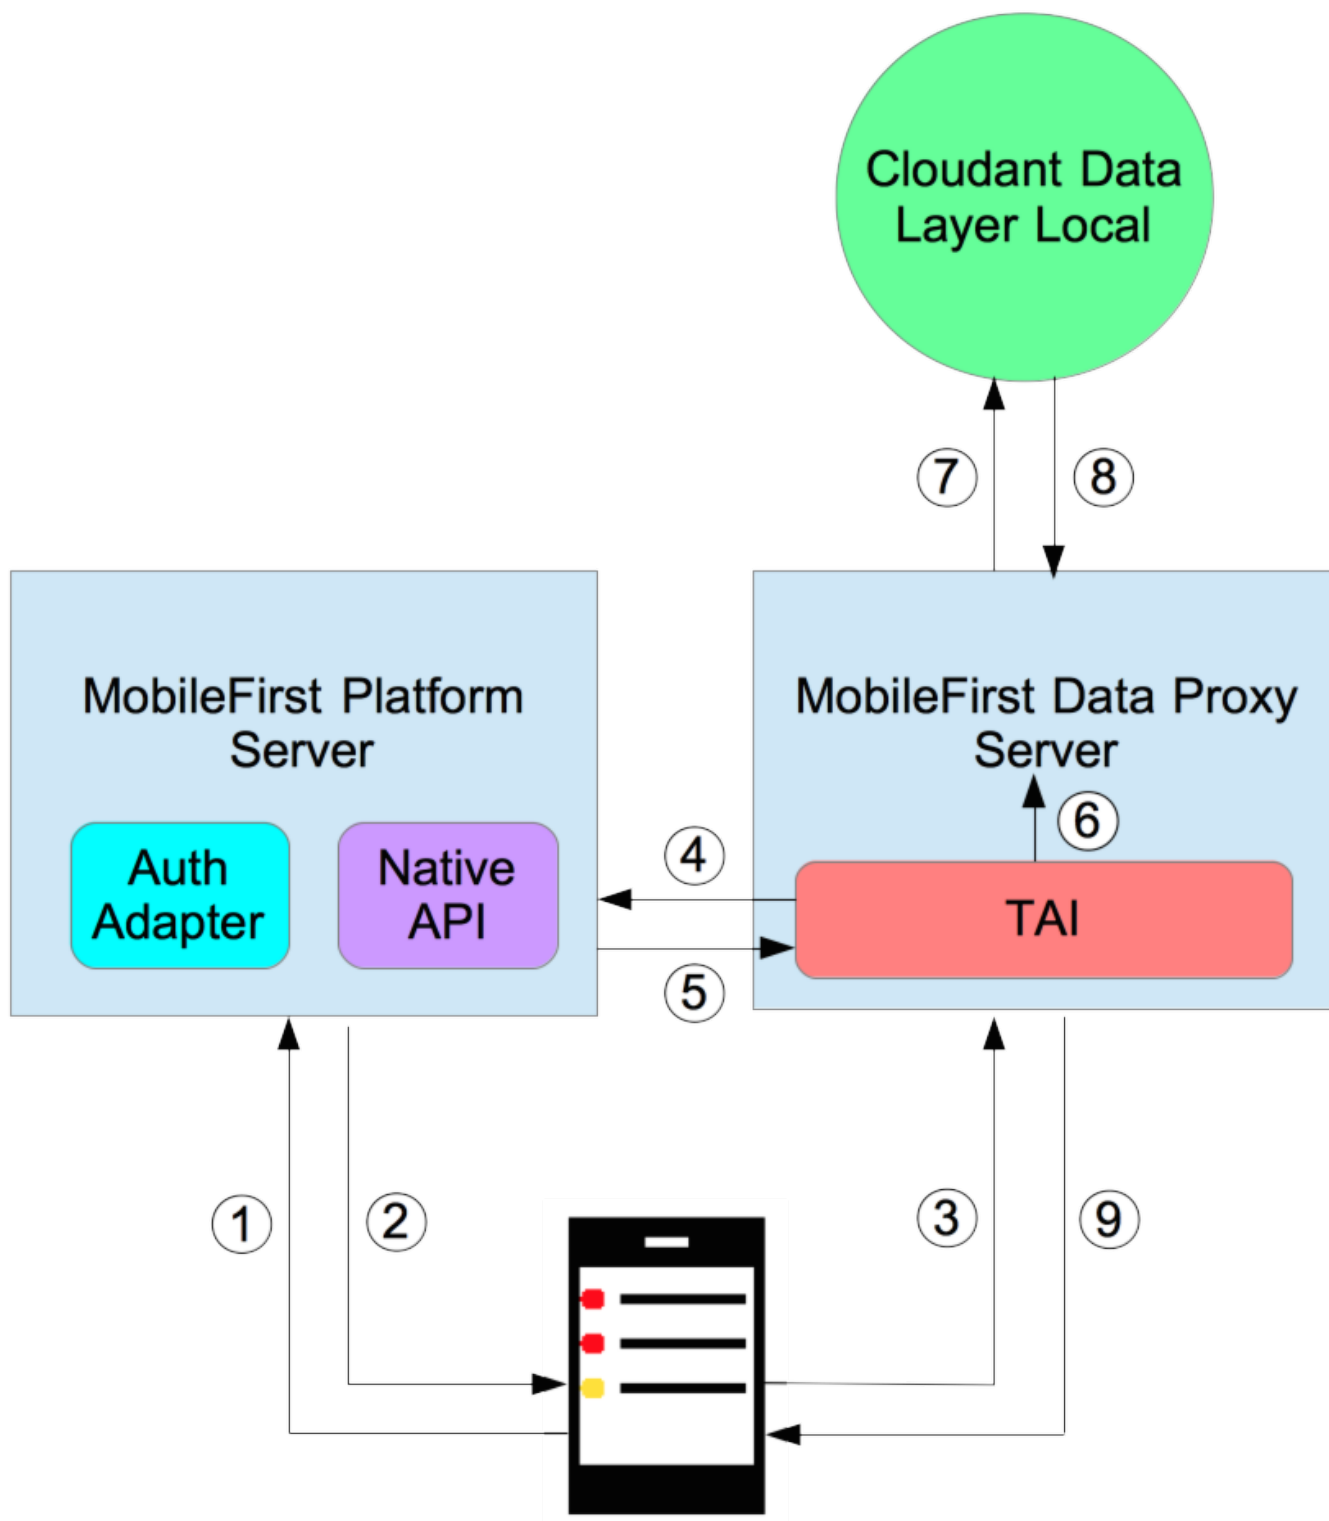 Cloudant Data
Layer Local
7
8
MobileFirst Platform
Server
Auth
Adapter
Native
API
4
5
MobileFirst Data Proxy
Server
6
TAI
1
2
3
9